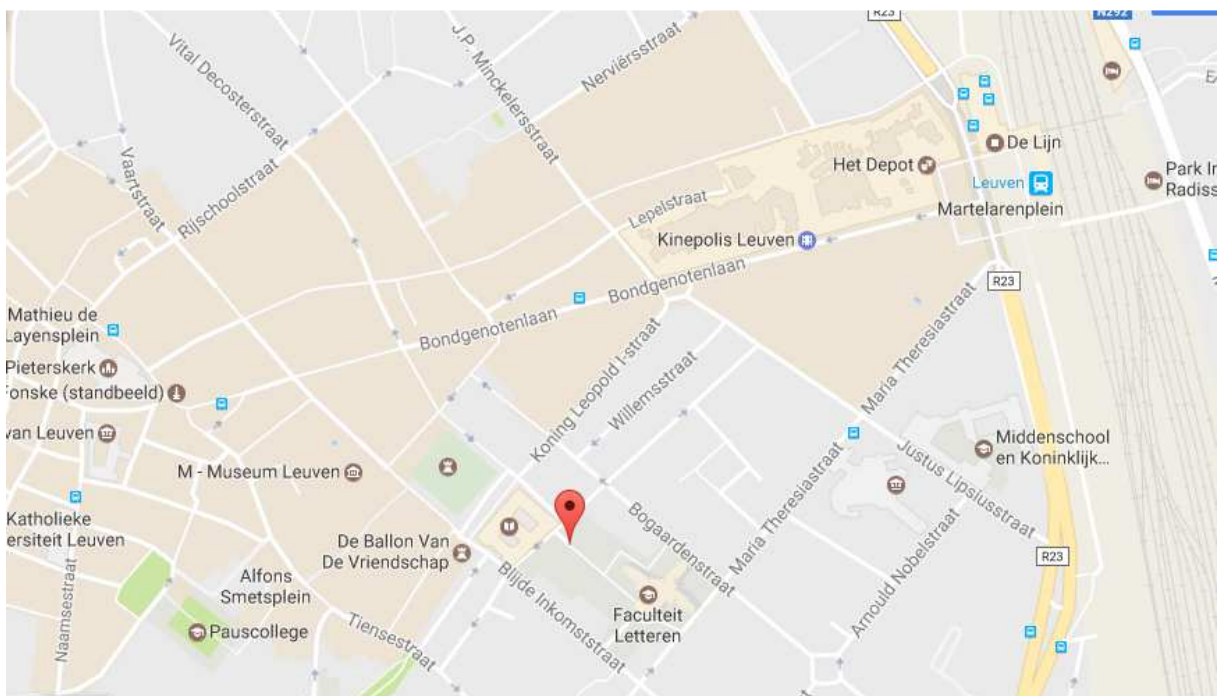 R23
N292
Vital Decosterstraat
J.P. Minckelersstraat
Nerviërsstraat
Vaartstraat
Rijschoolstraat
De Lijn
Het Depot
Leuven
Martelarenplein
Park In
Radiss
Lepelstraat
Kinepolis Leuven
Bondgenotenlaan
R23
Mathieu de
Layensplein
Bondgenotenlaan
Pieterskerk
Fonske (standbeeld)
Koning Leopold I-straat
Willemsstraat
Maria Theresiastraat
van Leuven
M - Museum Leuven
Middenschool
en Koninklijk...
Justus Lipsiusstraat
Katholieke
ersiteit Leuven
De Ballon Van
De Vriendschap
Bogaardenstraat
Maria Theresiastraat
Arnould Nobelstraat
R23
Alfons
Smetsplein
Blijde Inkomststraat
Faculteit
Letteren
Naamsestraat
Pauscollege
Tiensestraat